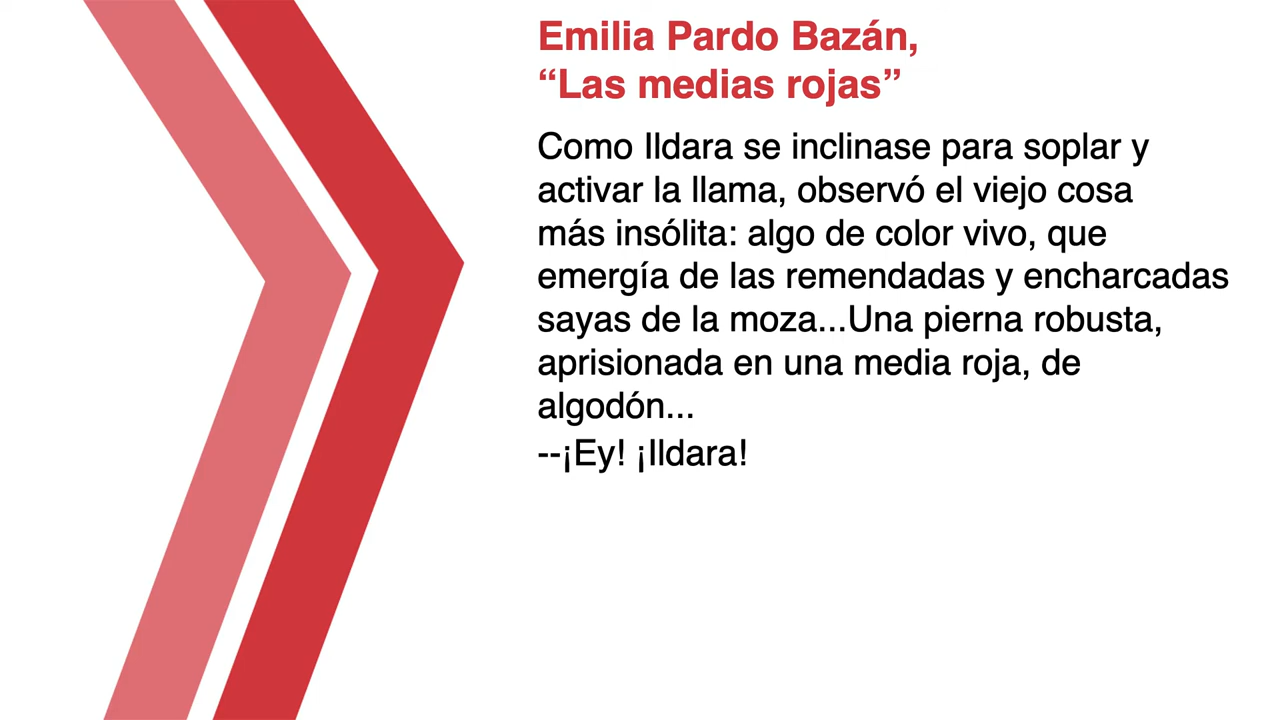 Emilia Pardo Bazán,
“Las medias rojas”
Como Ildara se inclinase para soplar y
activar la llama, observó el viejo cosa
más insólita: algo de color vivo, que
emergía de las remendadas y encharcadas
sayas de la moza...Una pierna robusta,
aprisionada en una media roja, de
algodón...
--¡Ey! ¡Ildara!